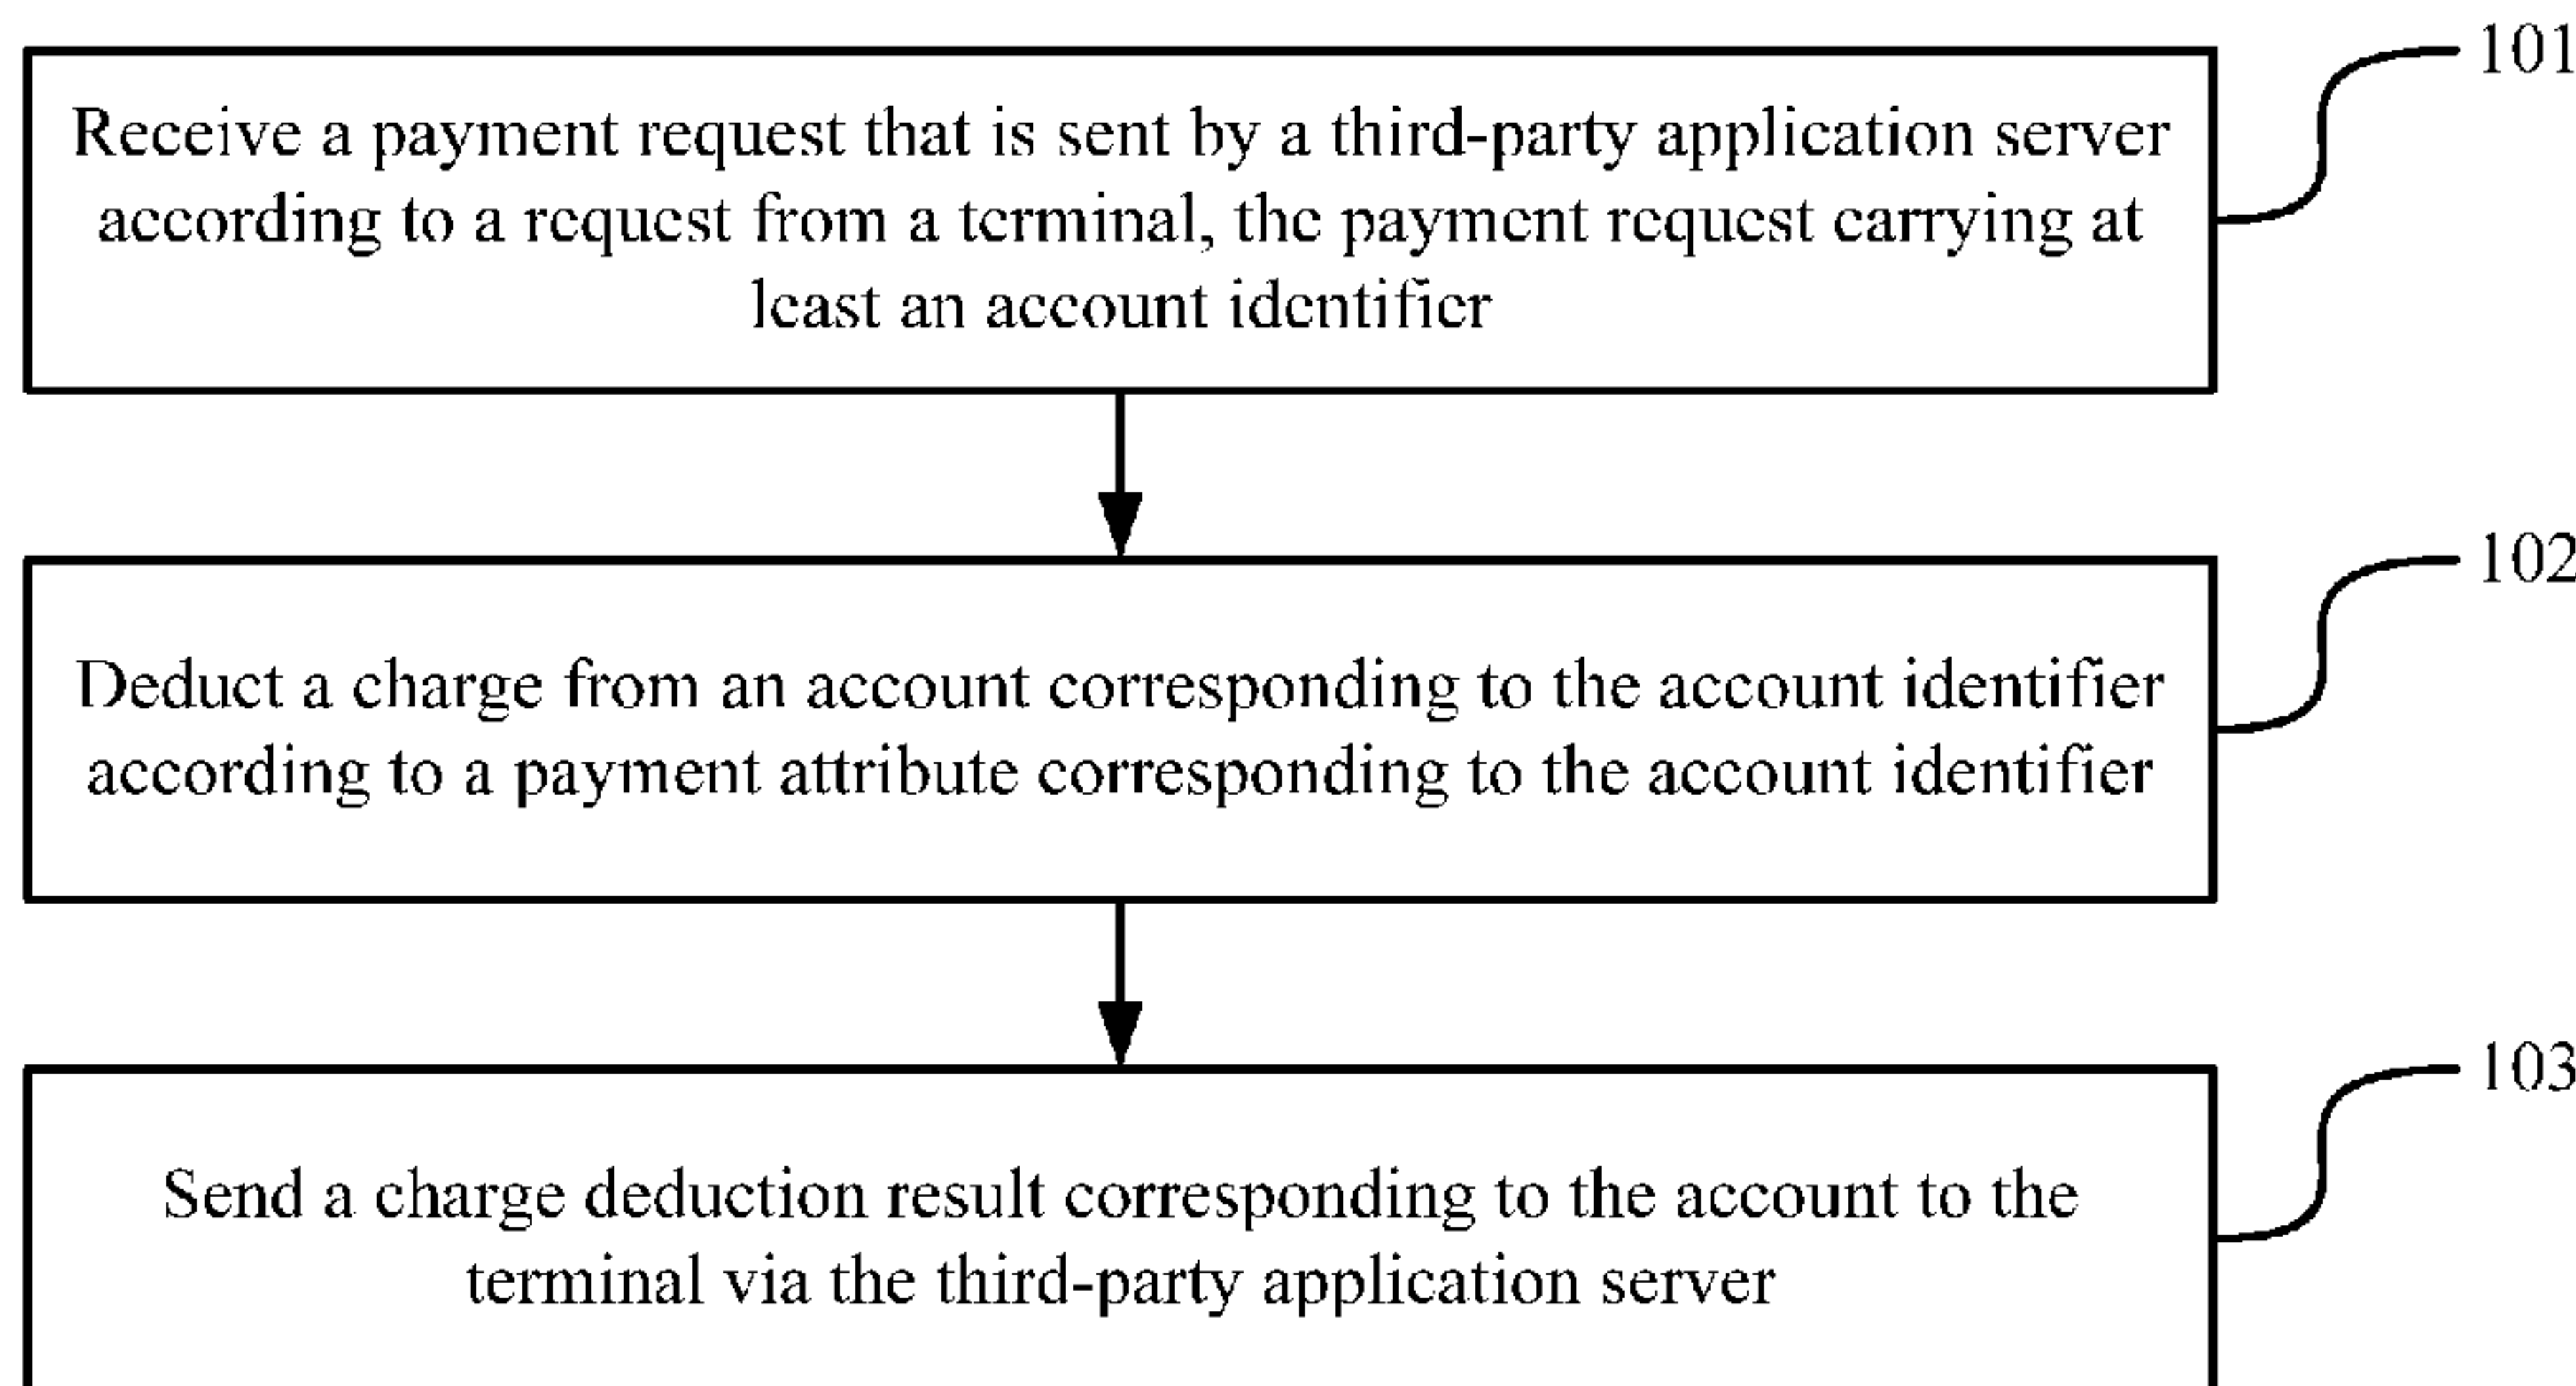 101
Receive a payment request that is sent by a third-party application server
according to a request from a terminal, the payment request carrying at
least an account identifier
102
Deduct a charge from an account corresponding to the account identifier
according to a payment attribute corresponding to the account identifier
103
Send a charge deduction result corresponding to the account to the
terminal via the third-party application server